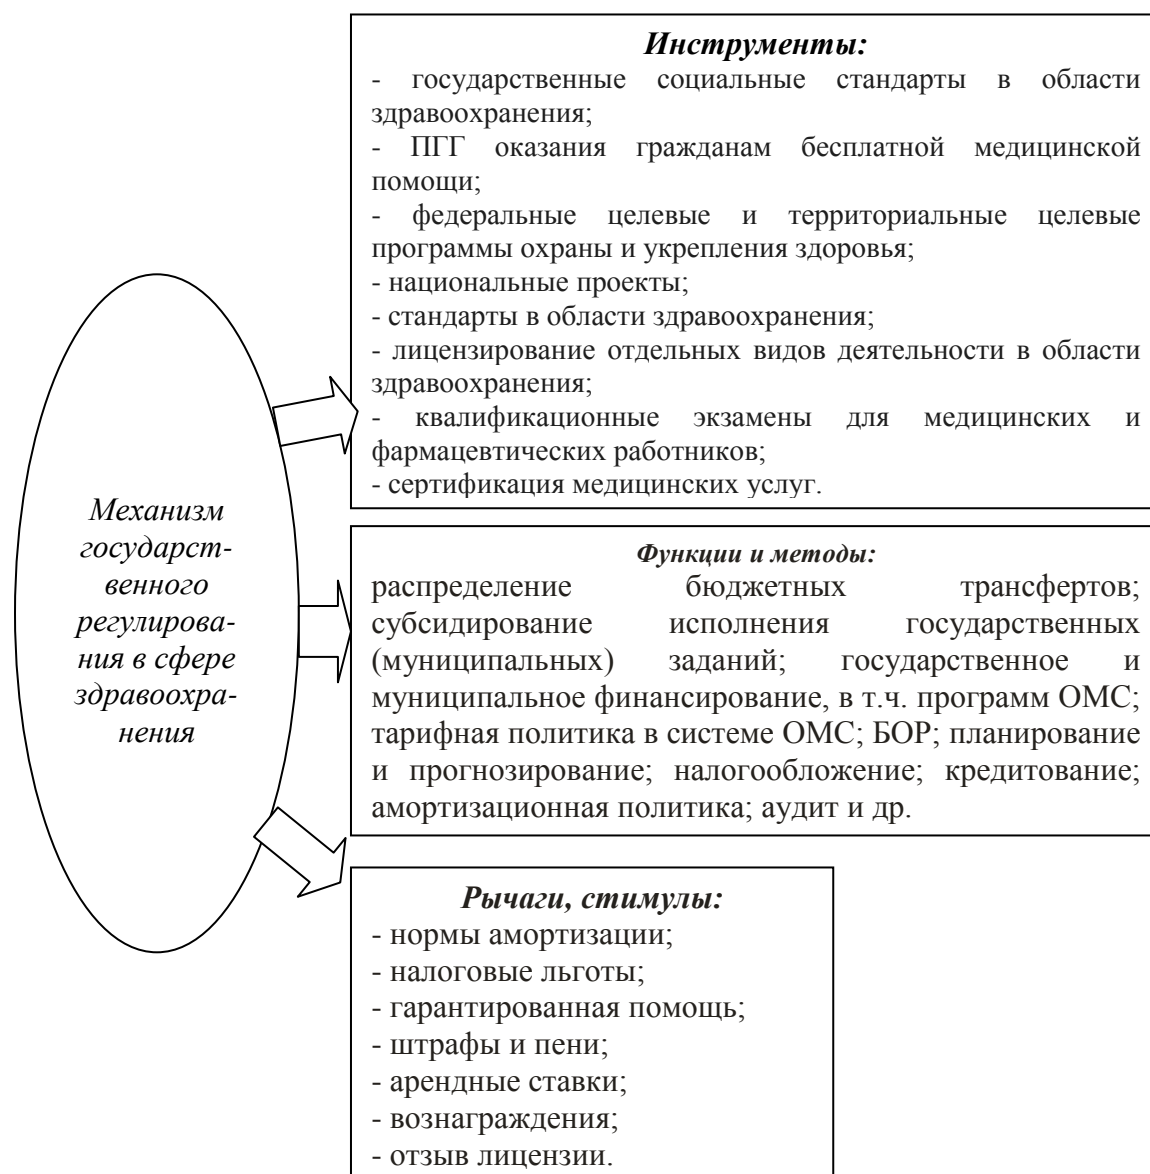 Инструменты:
- государственные социальные стандарты в области
здравоохранения;
- ПГГ оказания гражданам бесплатной медицинской
помощи;
- федеральные целевые и территориальные целевые
программы охраны и укрепления здоровья;
- национальные проекты;
- стандарты в области здравоохранения;
- лицензирование отдельных видов деятельности в области
здравоохранения;
- квалификационные экзамены для медицинских и
фармацевтических работников;
- сертификация медицинских услуг.
Механизм
государст-
венного
регулирова-
ния в сфере
здравоохра-
нения
Функции и методы:
распределение бюджетных трансфертов;
субсидирование исполнения государственных
(муниципальных) заданий; государственное и
муниципальное финансирование, в т.ч. программ ОМС;
тарифная политика в системе ОМС; БОР; планирование
и прогнозирование; налогообложение; кредитование;
амортизационная политика; аудит и др.
Рычаги, стимулы:
- нормы амортизации;
- налоговые льготы;
- гарантированная помощь;
- штрафы и пени;
- арендные ставки;
- вознаграждения;
- отзыв лицензии.